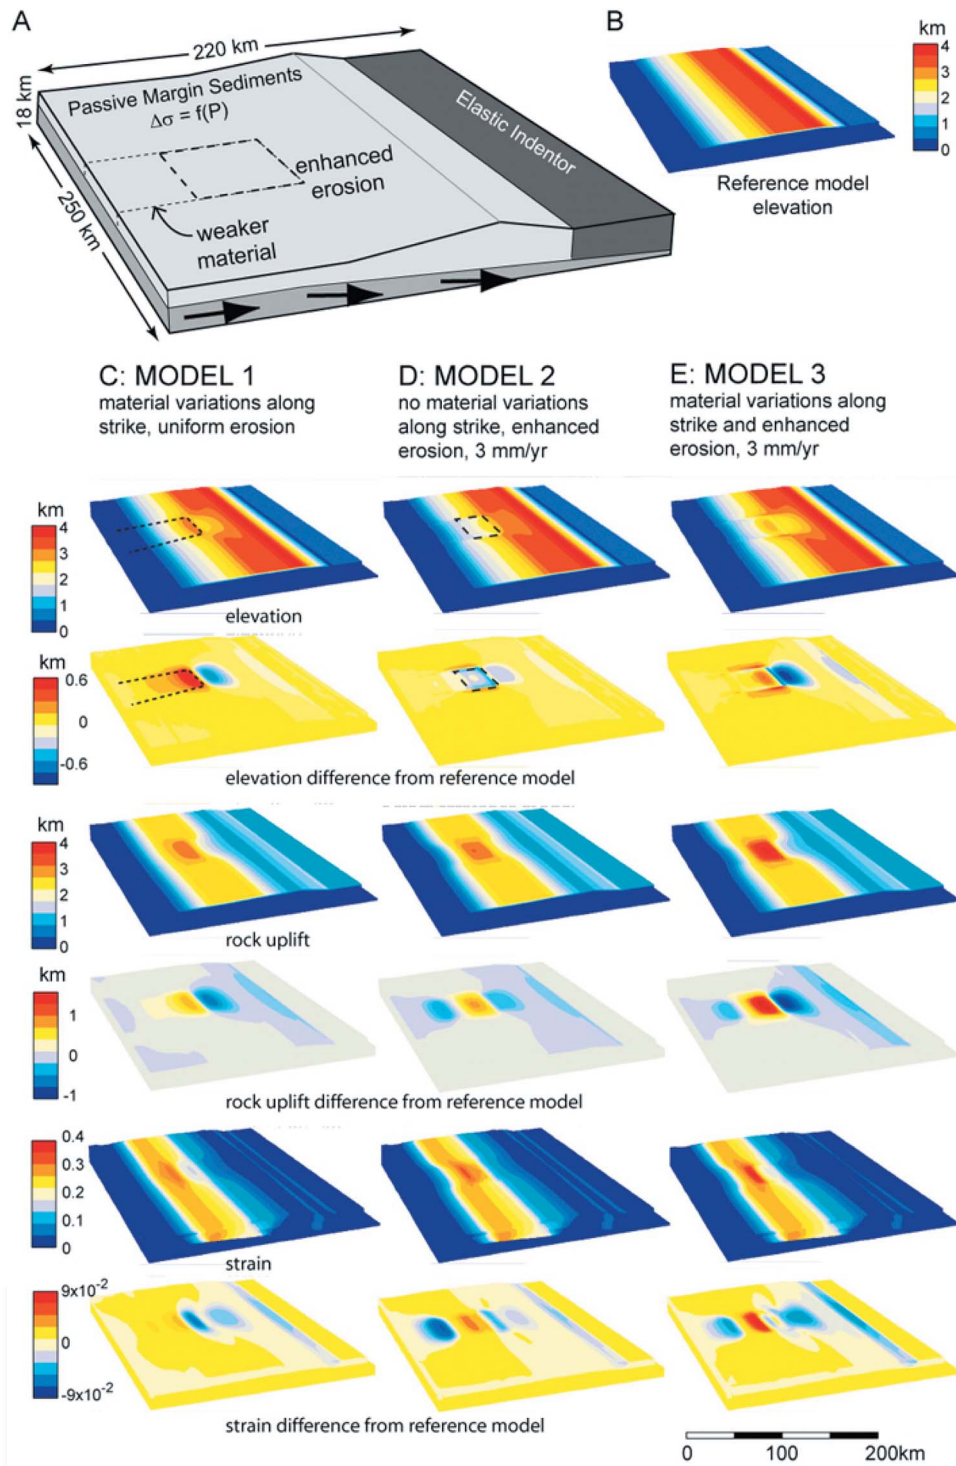 A
220 km
18 km
250 km
Passive Margin Sediments
Δσ = f(P)
enhanced
erosion
weaker
material
Elastic Indentor
B
km
4
3
2
1
0
Reference model
elevation
C: MODEL 1
material variations along
strike, uniform erosion
D: MODEL 2
no material variations
along strike, enhanced
erosion, 3 mm/yr
E: MODEL 3
material variations along
strike and enhanced
erosion, 3 mm/yr
km
4
3
2
1
0
elevation
km
0.6
0
-0.6
elevation difference from reference model
km
4
3
2
1
0
rock uplift
km
1
0
-1
rock uplift difference from reference model
0.4
0.3
0.2
0.1
0
strain
9x10⁻²
0
-9x10⁻²
strain difference from reference model
0 100 200km